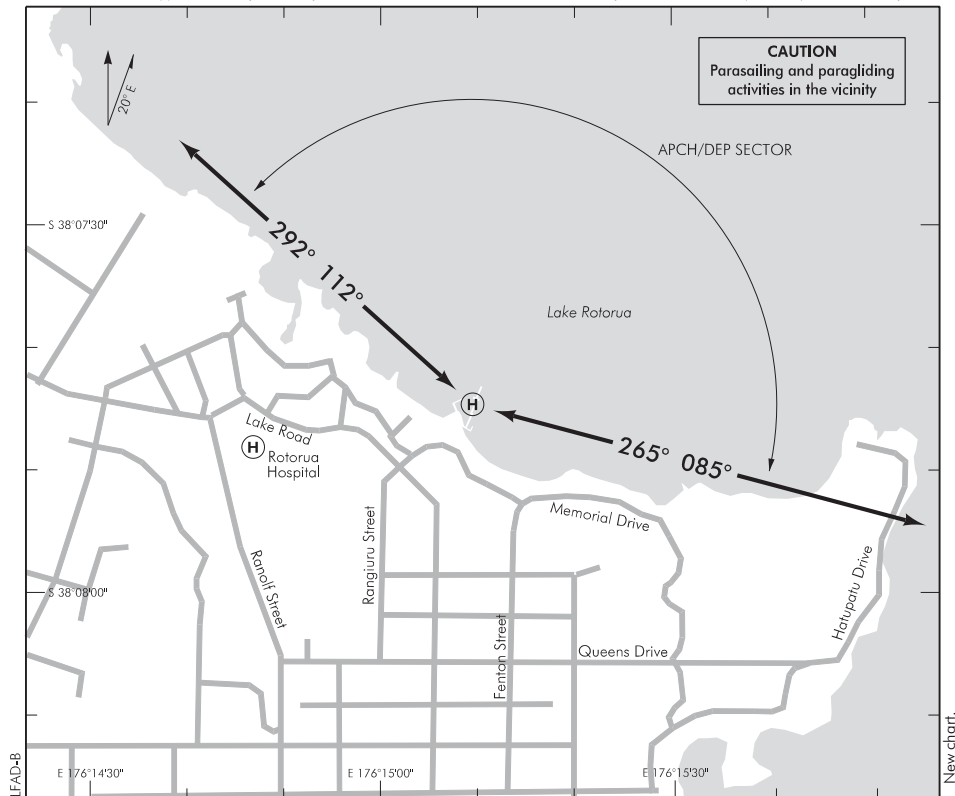 CAUTION
Parasailing and paragliding
activities in the vicinity
20° E
APCH/DEP SECTOR
S 38°07'30"
292° 112°
Lake Rotorua
H
265° 085°
Lake Road
H
Rotorua
Hospital
Memorial Drive
Rangiuru Street
Ranolf Street
Hatupatu Drive
S 38°08'00"
Fenton Street
Queens Drive
E 176°14'30"
E 176°15'00"
E 176°15'30"
LFAD-B
New chart.